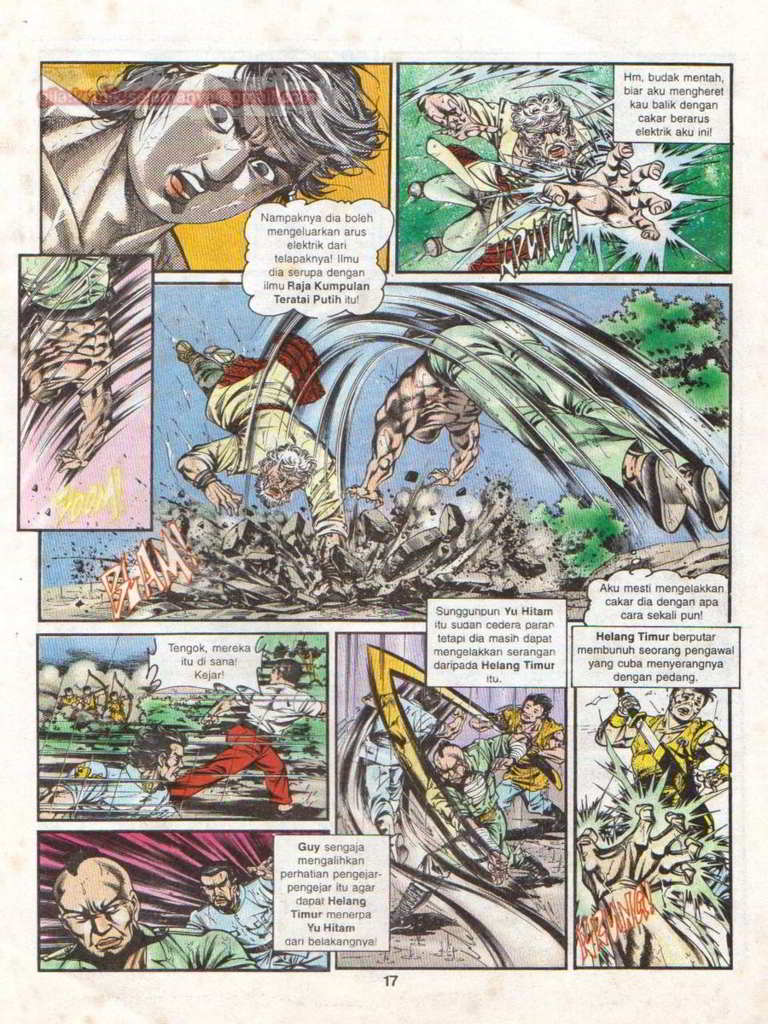 Nampaknya dia boleh
mengeluarkan arus
elektrik dari
telapaknya! Ilmu
dia serupa dengan
ilmu Raja Kumpulan
Teratai Putih itu!
Hm, budak mentah,
biar aku mengheret
kau balik dengan
cakar berarus
elektrik aku ini!
BLAM!
Aku mesti mengelakkan
cakar dia dengan apa
cara sekali pun!
Tengok, mereka
itu di sana!
Kejar!
Sungguhpun Yu Hitam
itu sudah cedera parah
tetapi dia masih dapat
mengelakkan serangan
daripada Helang Timur
itu.
Helang Timur berputar
membunuh seorang pengawal
yang cuba menyerangnya
dengan pedang.
Guy sengaja
mengalihkan
perhatian pengejar-
pengejar itu agar
dapat Helang
Timur menerpa
Yu Hitam
dari belakangnya!
17